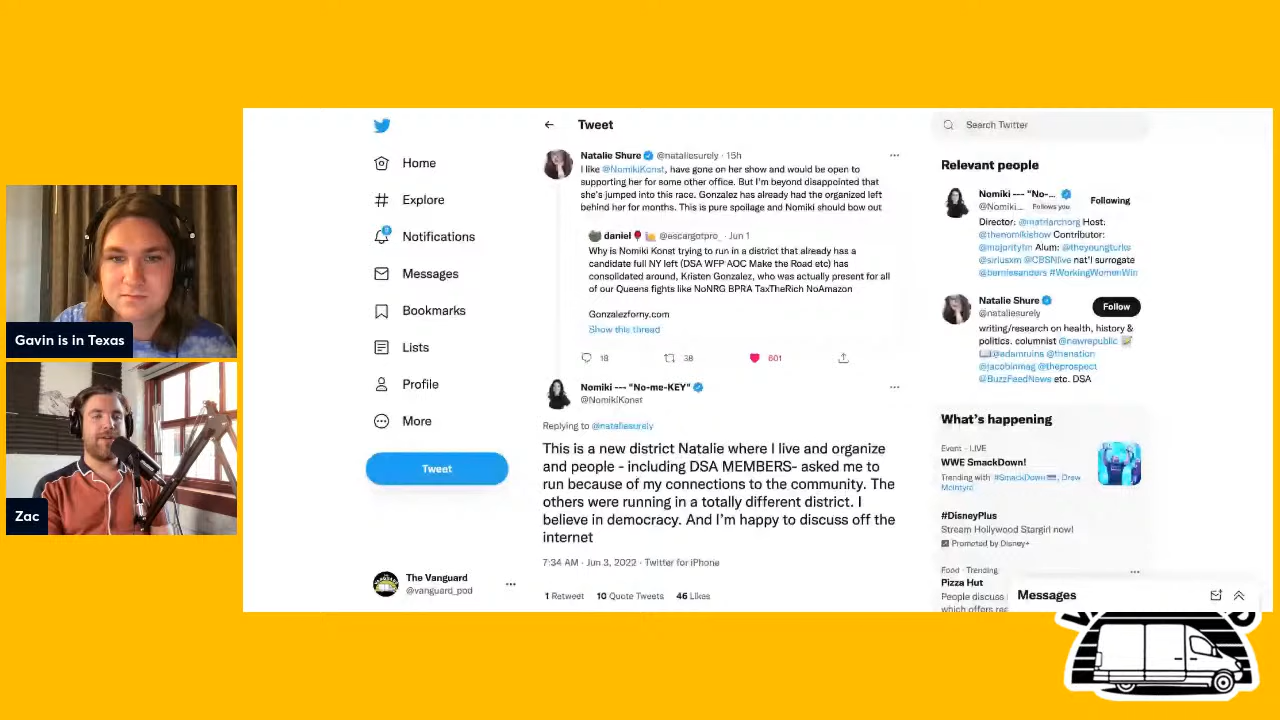 Gavin is in Texas
Zac
Home
Explore
Notifications
Messages
Bookmarks
Lists
Profile
More
Tweet
The Vanguard
@vanguard_pod
Tweet
Natalie Shure @nataliesurely · 15h
I like @NomikiKonst, have gone on her show and would be open to
supporting her for some other office. But I'm beyond disappointed that
she's jumped into this race. Gonzalez has already had the organized left
behind her for months. This is pure spoilage and Nomiki should bow out
daniel @escargotpro_ · Jun 1
Why is Nomiki Konst trying to run in a district that already has a
candidate full NY left (DSA WFP AOC Make the Road etc) has
consolidated around, Kristen Gonzalez, who was actually present for all
of our Queens fights like NoNRG BPRA TaxTheRich NoAmazon
Gonzalezforny.com
Show this thread
18 38 601
Nomiki --- "No-me-KEY"
@NomikiKonst
Replying to @nataliesurely
This is a new district Natalie where I live and organize
and people - including DSA MEMBERS- asked me to
run because of my connections to the community. The
others were running in a totally different district. I
believe in democracy. And I'm happy to discuss off the
internet
7:34 AM · Jun 3, 2022 · Twitter for iPhone
1 Retweet 10 Quote Tweets 46 Likes
Search Twitter
Relevant people
Nomiki --- "No-...
@Nomiki... Follows you
Following
Director: @matriarchorg Host:
@thenomikishow Contributor:
@majorityfm Alum: @theyoungturks
@siriusxm @CBSNlive nat'l surrogate
@berniesanders #WorkingWomenWin
Natalie Shure
@nataliesurely
Follow
writing/research on health, history &
politics. columnist @newrepublic
@adamruins @thenation
@jacobinmag @theprospect
@BuzzFeedNews etc. DSA
What's happening
Event · LIVE
WWE SmackDown!
Trending with #SmackDown, Drew
McIntyre
#DisneyPlus
Stream Hollywood Stargirl now!
Promoted by Disney+
Food · Trending
Pizza Hut
People discuss
which offers
Messages